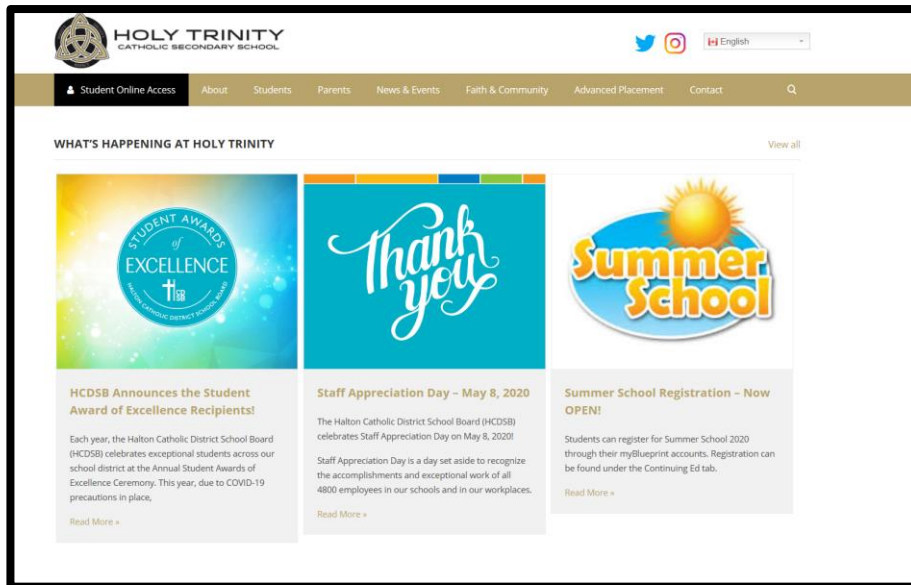 HOLY TRINITY
CATHOLIC SECONDARY SCHOOL
English
Student Online Access
About
Students
Parents
News & Events
Faith & Community
Advanced Placement
Contact
WHAT'S HAPPENING AT HOLY TRINITY
View all
STUDENT AWARDS
of
EXCELLENCE
HCDSB
HALTON CATHOLIC DISTRICT SCHOOL BOARD
HCDSB Announces the Student
Award of Excellence Recipients!
Each year, the Halton Catholic District School Board
(HCDSB) celebrates exceptional students across our
school district at the Annual Student Awards of
Excellence Ceremony. This year, due to COVID-19
precautions in place,
Read More »
Thank
you
Staff Appreciation Day – May 8, 2020
The Halton Catholic District School Board (HCDSB)
celebrates Staff Appreciation Day on May 8, 2020!
Staff Appreciation Day is a day set aside to recognize
the accomplishments and exceptional work of all
4800 employees in our schools and in our workplaces.
Read More »
Summer
School
Summer School Registration – Now
OPEN!
Students can register for Summer School 2020
through their myBlueprint accounts. Registration can
be found under the Continuing Ed tab.
Read More »